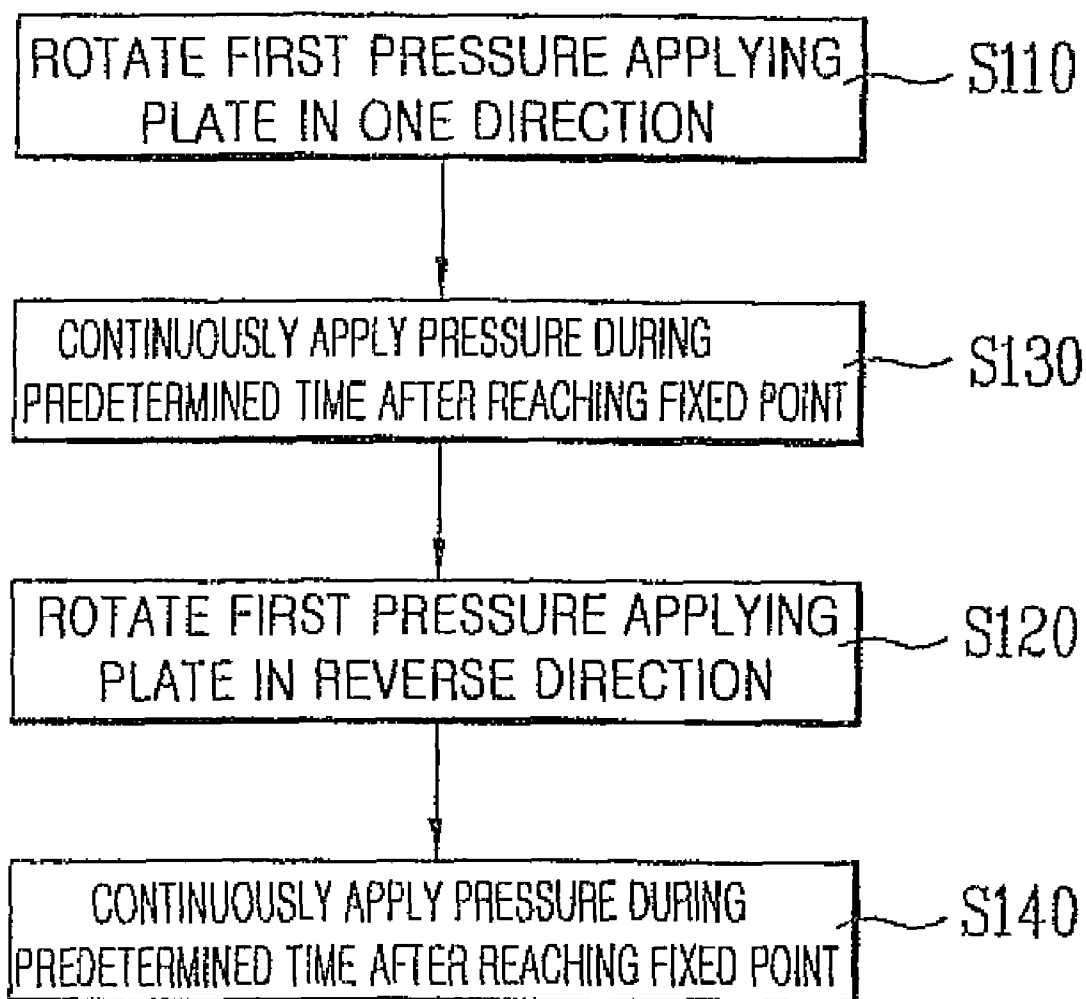 ROTATE FIRST PRESSURE APPLYING
PLATE IN ONE DIRECTION
S110
CONTINUOUSLY APPLY PRESSURE DURING
PREDETERMINED TIME AFTER REACHING FIXED POINT
S130
ROTATE FIRST PRESSURE APPLYING
PLATE IN REVERSE DIRECTION
S120
CONTINUOUSLY APPLY PRESSURE DURING
PREDETERMINED TIME AFTER REACHING FIXED POINT
S140